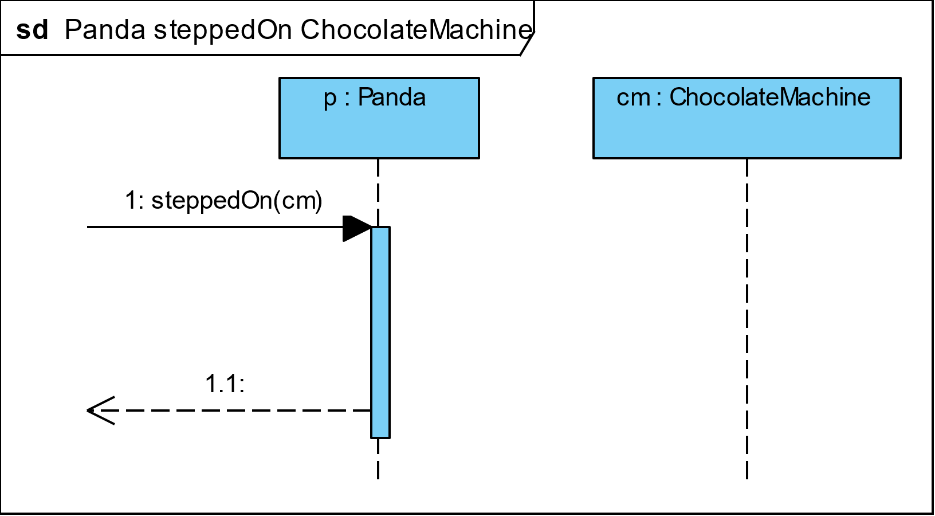 sd Panda steppedOn ChocolateMachine
p : Panda
cm : ChocolateMachine
1: steppedOn(cm)
1.1: